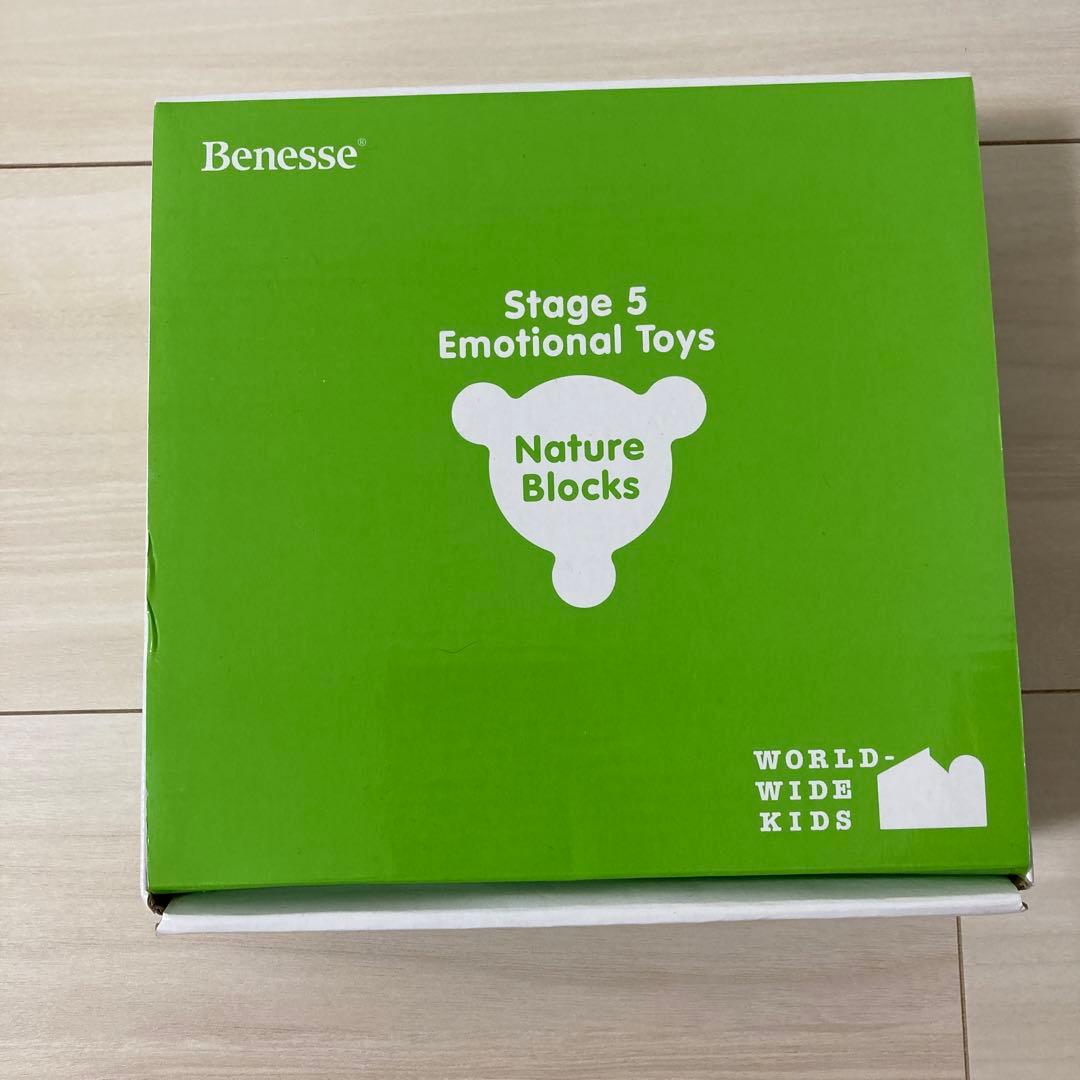 Benesse®
Stage 5
Emotional Toys
Nature
Blocks
WORLD-
WIDE
KIDS